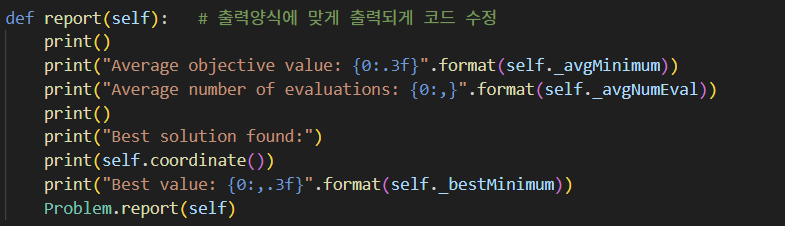 def report(self):   # 출력양식에 맞게 출력되게 코드 수정
    print()
    print("Average objective value: {0:.3f}".format(self._avgMinimum))
    print("Average number of evaluations: {0:,}".format(self._avgNumEval))
    print()
    print("Best solution found:")
    print(self.coordinate())
    print("Best value: {0:,.3f}".format(self._bestMinimum))
    Problem.report(self)